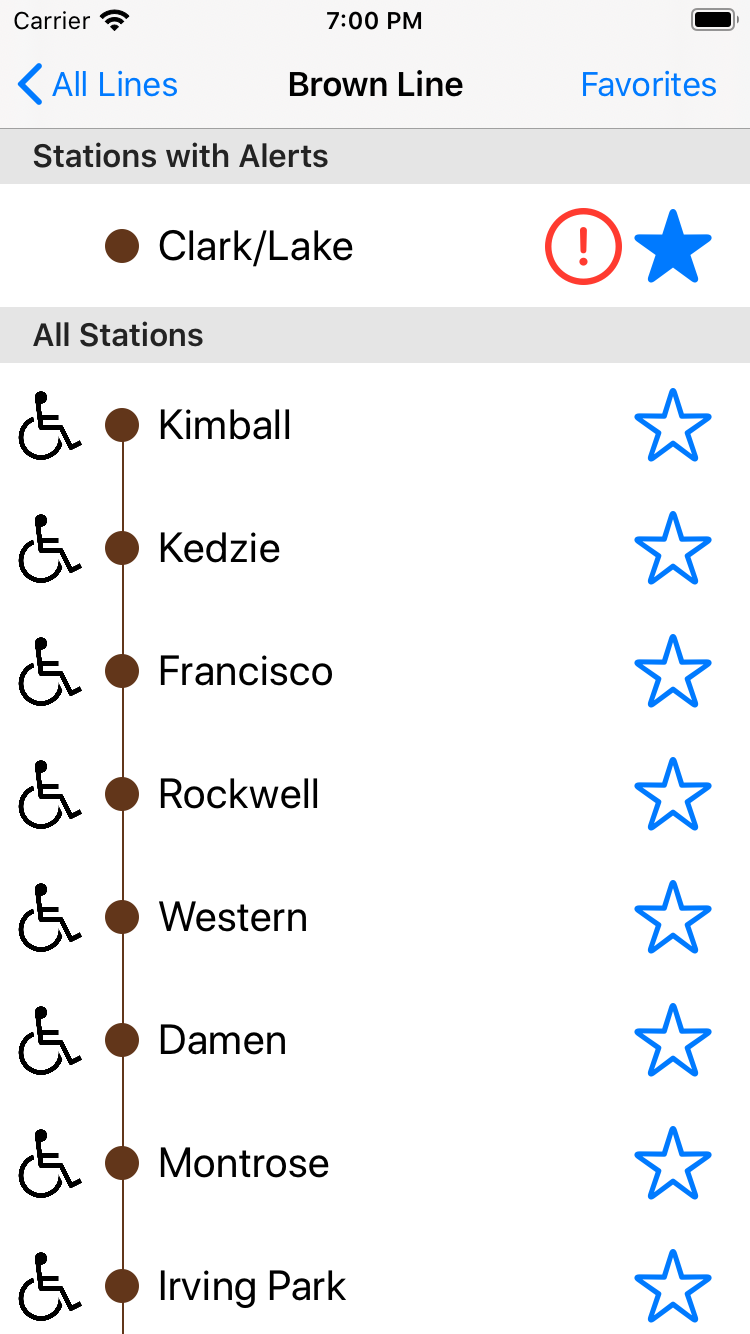 Carrier 7:00 PM
All Lines Brown Line Favorites
Stations with Alerts
Clark/Lake
All Stations
Kimball
Kedzie
Francisco
Rockwell
Western
Damen
Montrose
Irving Park